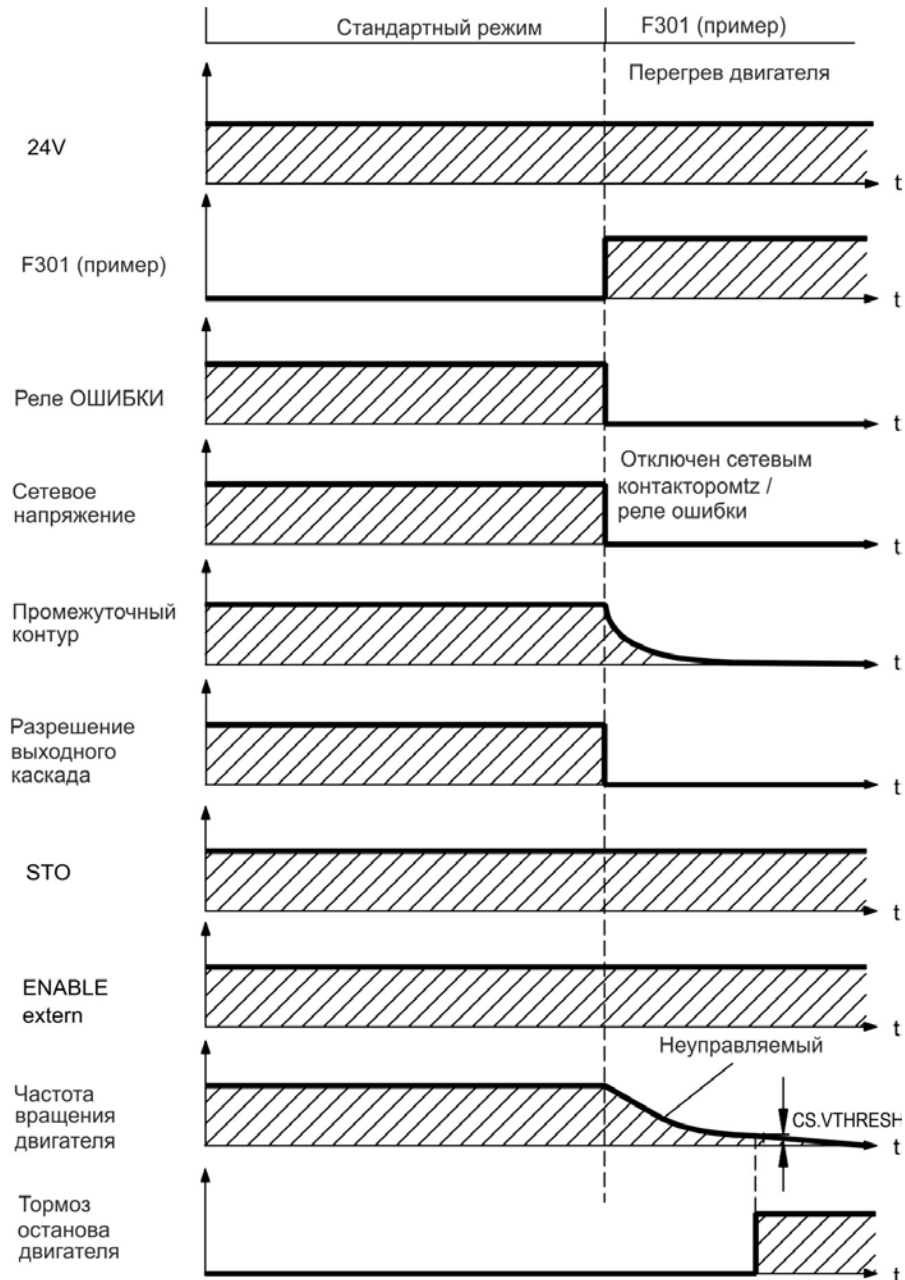 Стандартный режим
F301 (пример)
Перегрев двигателя
24V
t
F301 (пример)
t
Реле ОШИБКИ
t
Отключен сетевым
контакторомtz /
реле ошибки
Сетевое
напряжение
t
Промежуточный
контур
t
Разрешение
выходного
каскада
t
STO
t
ENABLE
extern
t
Неуправляемый
Частота
вращения
двигателя
CS.VTHRESH
t
Тормоз
останова
двигателя
t